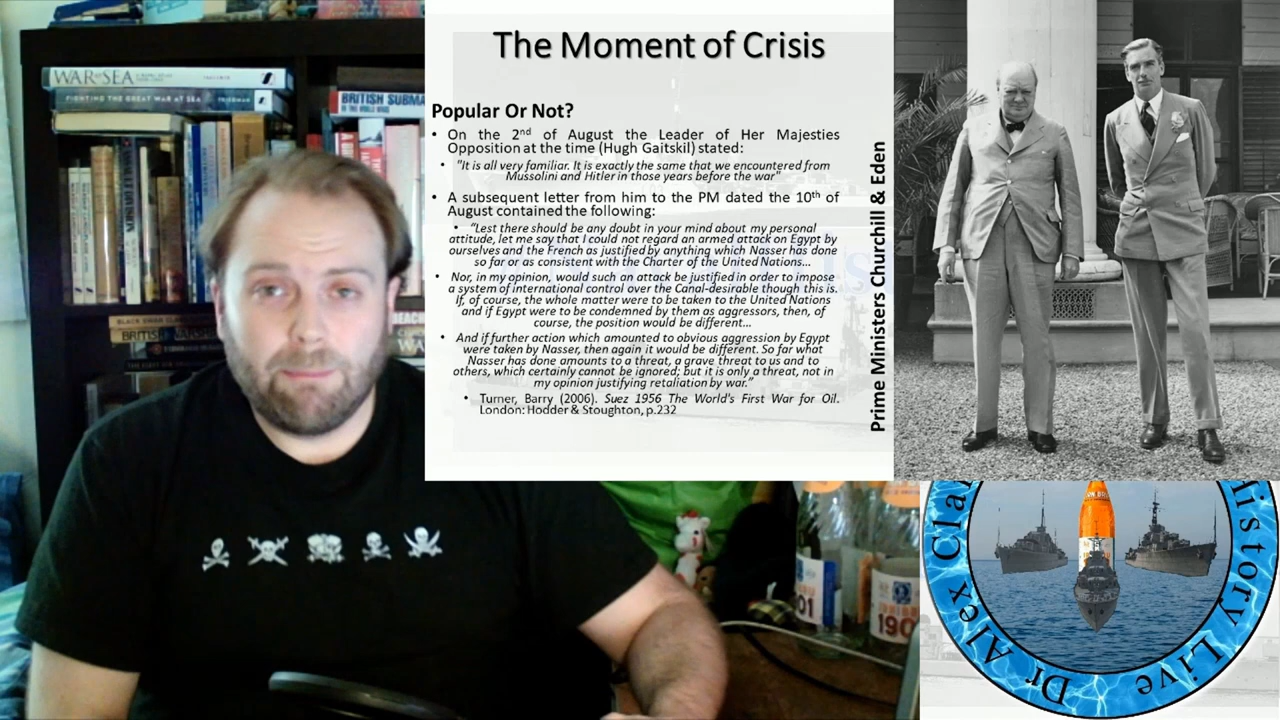 The Moment of Crisis
Popular Or Not?
• On the 2nd of August the Leader of Her Majesties
Opposition at the time (Hugh Gaitskil) stated:
• "It is all very familiar. It is exactly the same that we encountered from
Mussolini and Hitler in those years before the war"
• A subsequent letter from him to the PM dated the 10th of
August contained the following:
• "Lest there should be any doubt in your mind about my personal
attitude, let me say that I could not regard an armed attack on Egypt by
ourselves and the French as justified by anything which Nasser has done
so far or as consistent with the Charter of the United Nations...
• Nor, in my opinion, would such an attack be justified in order to impose
a system of international control over the Canal-desirable though this is.
If, of course, the whole matter were to be taken to the United Nations
and if Egypt were to be condemned by them as aggressors, then, of
course, the position would be different...
• And if further action which amounted to obvious aggression by Egypt
were taken by Nasser, then again it would be different. So far what
Nasser has done amounts to a threat, a grave threat to us and to
others, which certainly cannot be ignored; but it is only a threat, not in
my opinion justifying retaliation by war."
• Turner, Barry (2006). Suez 1956 The World's First War for Oil.
London: Hodder & Stoughton, p.232
Prime Ministers Churchill & Eden
WAR AT SEA
FIGHTING THE GREAT WAR AT SEA
FRIEDMAN
BRITISH SUBMA
BLACK SWAN
BRITISH WARSH
01
190
Dr Alex Cla
istory Live